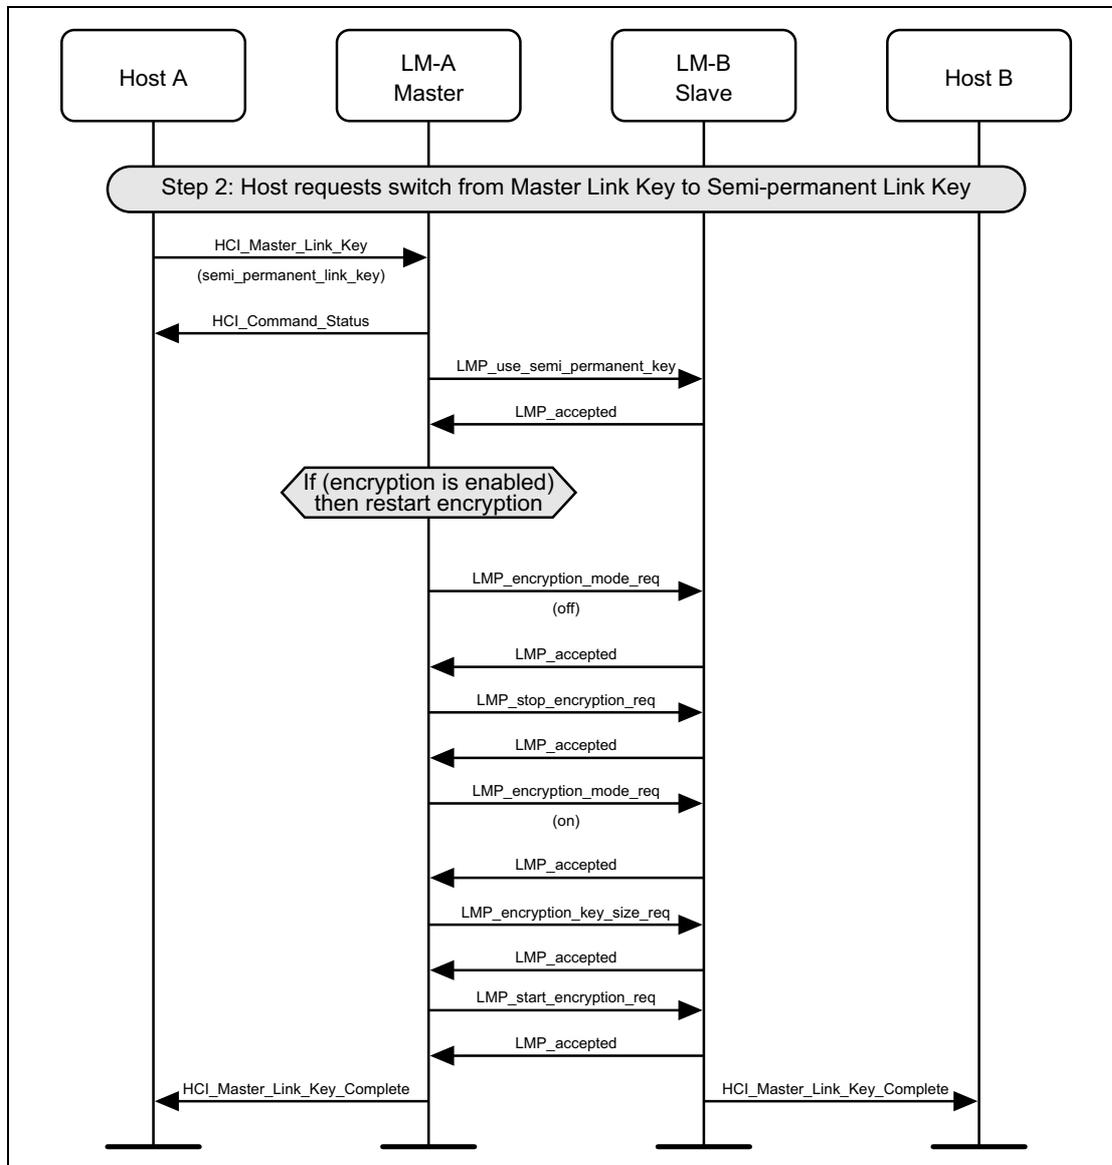 Host A
LM-A
Master
LM-B
Slave
Host B
Step 2: Host requests switch from Master Link Key to Semi-permanent Link Key
HCI_Master_Link_Key
(semi_permanent_link_key)
HCI_Command_Status
LMP_use_semi_permanent_key
LMP_accepted
If (encryption is enabled)
then restart encryption
LMP_encryption_mode_req
(off)
LMP_accepted
LMP_stop_encryption_req
LMP_accepted
LMP_encryption_mode_req
(on)
LMP_accepted
LMP_encryption_key_size_req
LMP_accepted
LMP_start_encryption_req
LMP_accepted
HCI_Master_Link_Key_Complete
HCI_Master_Link_Key_Complete